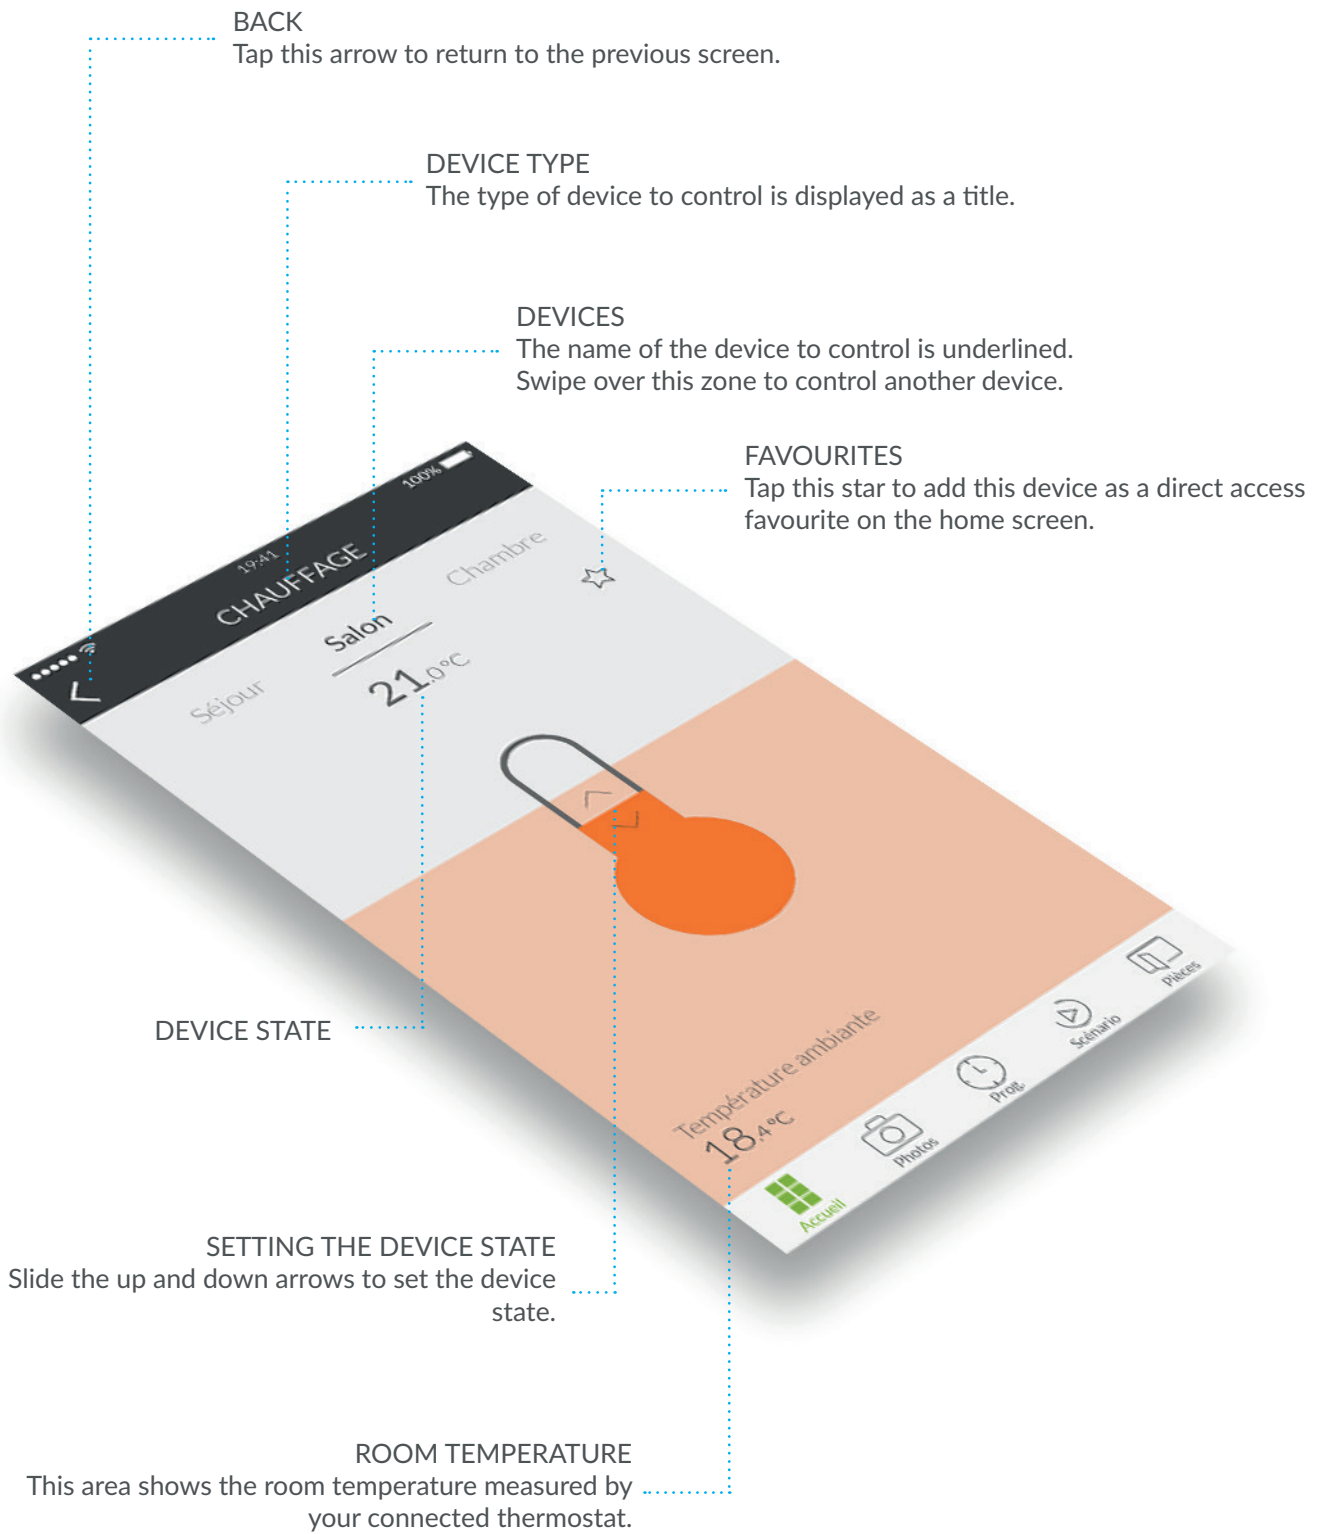 BACK
Tap this arrow to return to the previous screen.
DEVICE TYPE
The type of device to control is displayed as a title.
DEVICES
The name of the device to control is underlined.
Swipe over this zone to control another device.
FAVOURITES
Tap this star to add this device as a direct access
favourite on the home screen.
100%
19:41
CHAUFFAGE
Séjour
Salon
Chambre
21.0°C
DEVICE STATE
Température ambiante
18.4°C
Accueil
Photos
Prog.
Scénario
Pièces
SETTING THE DEVICE STATE
Slide the up and down arrows to set the device
state.
ROOM TEMPERATURE
This area shows the room temperature measured by
your connected thermostat.